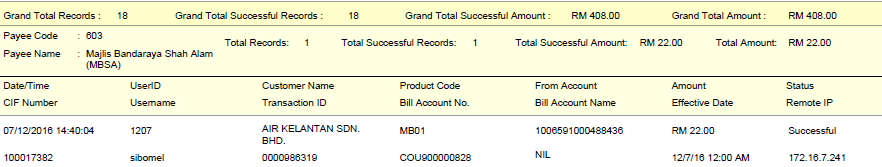 Grand Total Records : 18 Grand Total Successful Records : 18 Grand Total Successful Amount : RM 408.00 Grand Total Amount : RM 408.00
Payee Code : 603
Total Records: 1 Total Successful Records: 1 Total Successful Amount: RM 22.00 Total Amount: RM 22.00
Payee Name : Majlis Bandaraya Shah Alam
(MBSA)
Date/Time UserID Customer Name Product Code From Account Amount Status
CIF Number Username Transaction ID Bill Account No. Bill Account Name Effective Date Remote IP
07/12/2016 14:40:04 1207 AIR KELANTAN SDN. BHD. MB01 1006591000488436 RM 22.00 Successful
100017382 sibomel 0000986319 COU900000828 NIL 12/7/16 12:00 AM 172.16.7.241